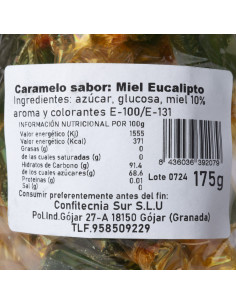 Caramelo sabor: Miel Eucalipto
Ingredientes: azúcar, glucosa, miel 10%
aroma y colorantes E-100/E-131
INFORMACIÓN NUTRICIONAL POR 100g
Valor energético (Kj) 1555
Valor energético (Kcal) 371
Grasas (g) 0
de las cuales saturadas (g) 0
Hidratos de Carbono (g) 91.4
de los cuales azúcares (g) 68.6
Proteínas (g) 0.01
Sal (g) 0
8 436036 392076
Lote 0724 175g
Consumir preferentemente antes del fin:
Confitecnia Sur S.L.U
Pol.Ind.Gójar 27-A 18150 Gójar (Granada)
TLF.958509229